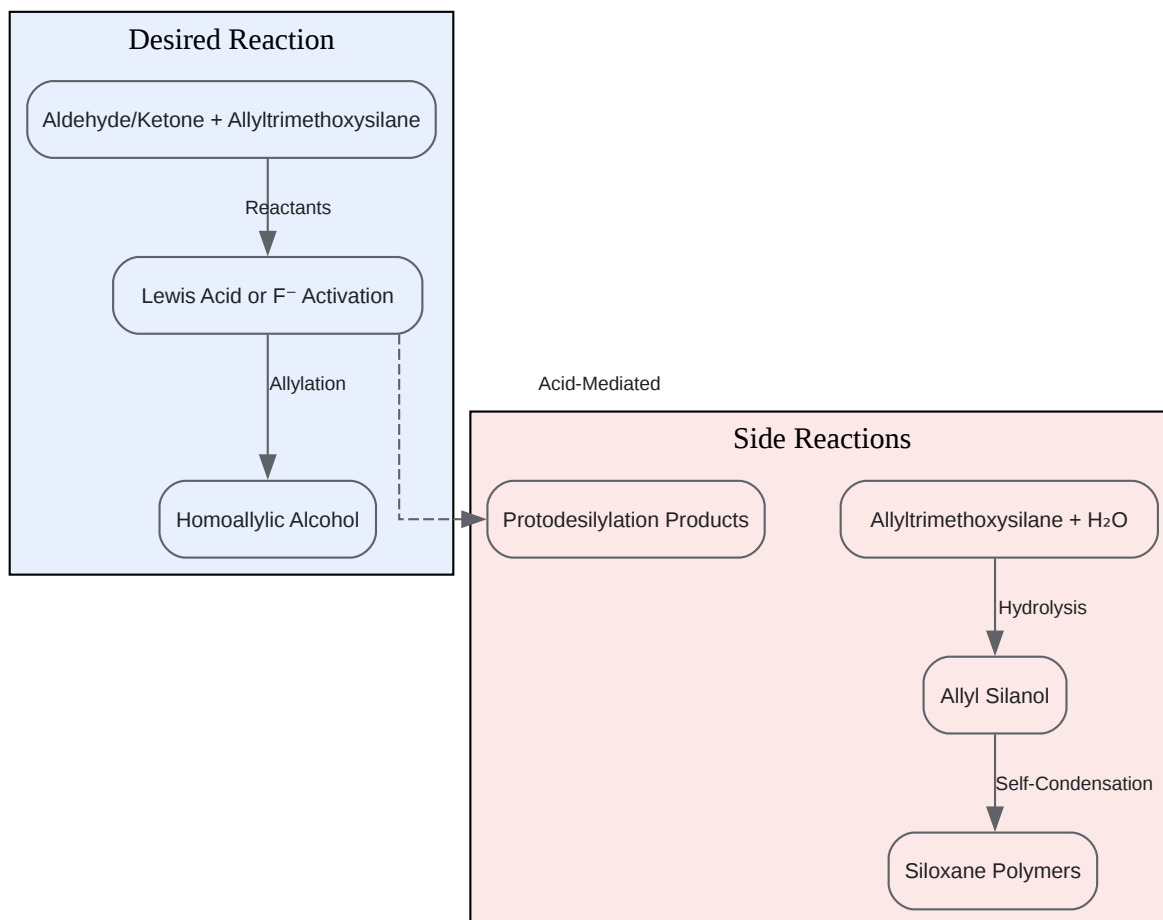 Desired Reaction
Aldehyde/Ketone + Allyltrimethoxysilane
Reactants
Lewis Acid or F⁻ Activation
Allylation
Homoallylic Alcohol
Acid-Mediated
Side Reactions
Protodesilylation Products
Allyltrimethoxysilane + H₂O
Hydrolysis
Allyl Silanol
Self-Condensation
Siloxane Polymers